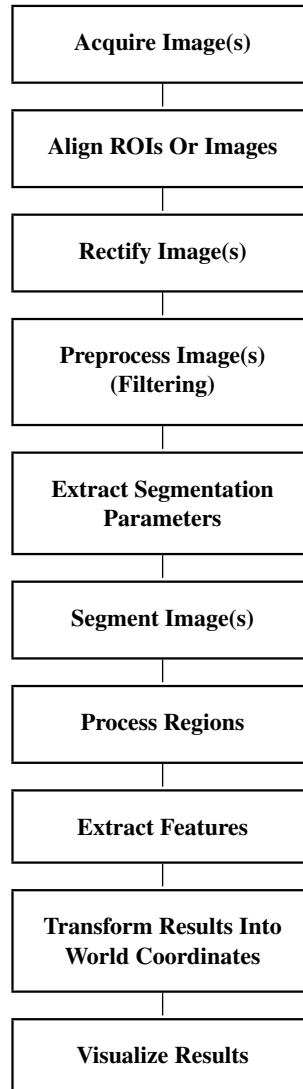 Acquire Image(s)
Align ROIs Or Images
Rectify Image(s)
Preprocess Image(s)
(Filtering)
Extract Segmentation
Parameters
Segment Image(s)
Process Regions
Extract Features
Transform Results Into
World Coordinates
Visualize Results